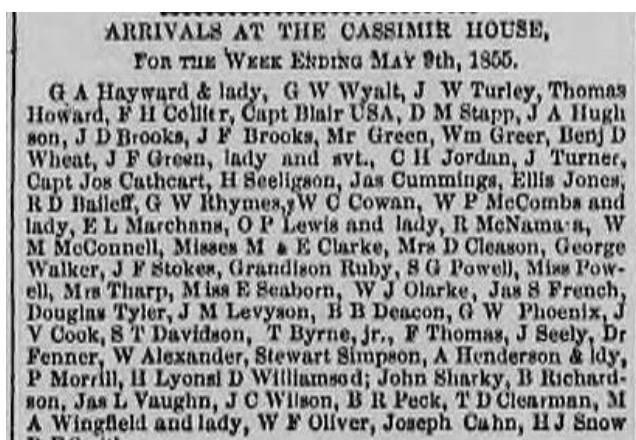 ARRIVALS AT THE CASSIMIR HOUSE,
FOR THE WEEK ENDING MAY 9th, 1855.
G A Hayward & lady, G W Wyalt, J W Turley, Thomas
Howard, F H Collier, Capt Blair USA, D M Stapp, J A Hugh
son, J D Brooks, J F Brooks, Mr Green, Wm Greer, Benj D
Wheat, J F Green, lady and svt., C H Jordan, J Turner,
Capt Jos Cathcart, H Seeligson, Jas Cummings, Ellis Jones,
R D Baileff, G W Rhymes, W C Cowan, W P McCombs and
lady, E L Marchans, O P Lewis and lady, R McNamara, W
M McConnell, Misses M & E Clarke, Mrs D Cleason, George
Walker, J F Stokes, Grandison Ruby, S G Powell, Miss Pow-
ell, Mrs Tharp, Miss E Seaborn, W J Olarke, Jas S French,
Douglas Tyler, J M Levyson, B B Deacon, G W Phoenix, J
V Cook, S T Davidson, T Byrne, jr., F Thomas, J Seely, Dr
Fenner, W Alexander, Stewart Simpson, A Henderson & ldy,
P Morrill, H Lyonsl D Williamsod; John Sharky, B Richard-
son, Jas L Vaughn, J C Wilson, B R Peck, T D Clearman, M
A Wingfield and lady, W F Oliver, Joseph Cahn, H J Snow